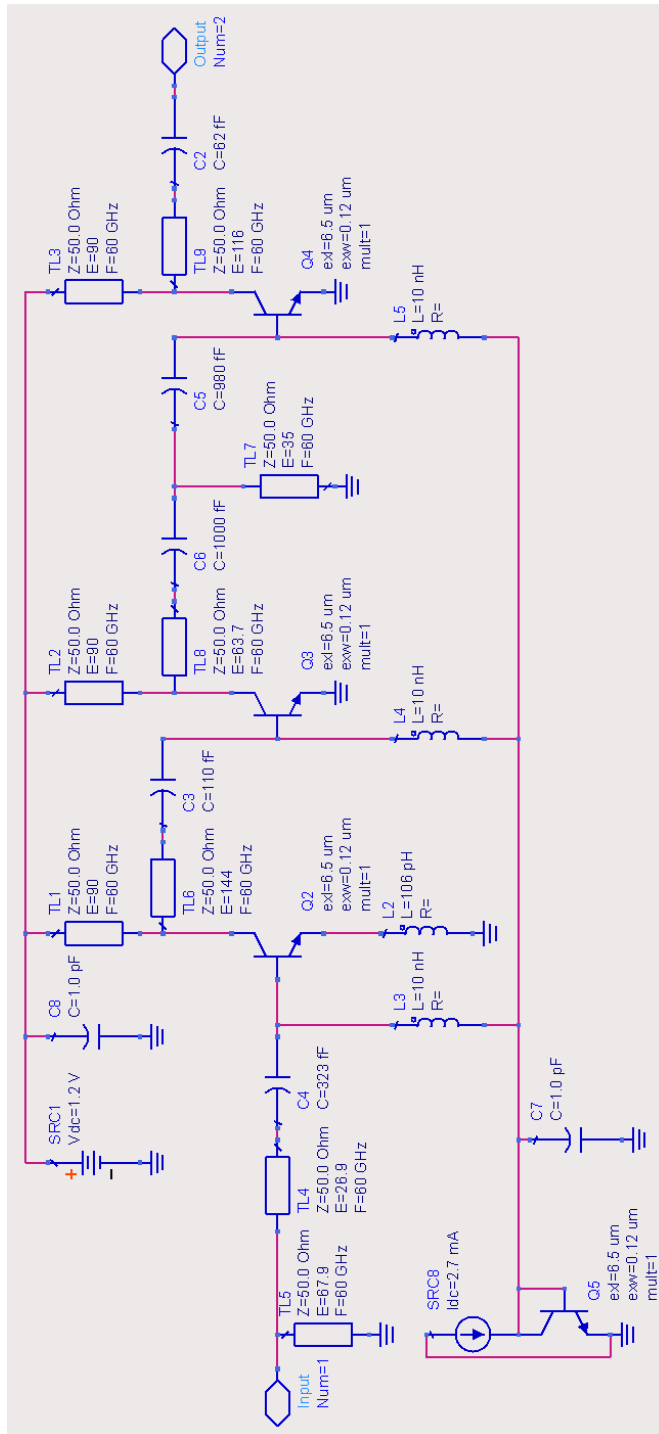 SRC1
Vdc=1.2 V
+
–
C8
C=1.0 pF
TL1
Z=50.0 Ohm
E=90
F=60 GHz
TL2
Z=50.0 Ohm
E=90
F=60 GHz
TL3
Z=50.0 Ohm
E=90
F=60 GHz
TL6
Z=50.0 Ohm
E=144
F=60 GHz
C3
C=110 fF
TL8
Z=50.0 Ohm
E=63.7
F=60 GHz
C6
C=1000 fF
C5
C=980 fF
TL9
Z=50.0 Ohm
E=116
F=60 GHz
C2
C=62 fF
Output
Num=2
TL7
Z=50.0 Ohm
E=35
F=60 GHz
Input
Num=1
TL5
Z=50.0 Ohm
E=67.9
F=60 GHz
TL4
Z=50.0 Ohm
E=26.9
F=60 GHz
C4
C=323 fF
Q2
exl=6.5 um
exw=0.12 um
mult=1
Q3
exl=6.5 um
exw=0.12 um
mult=1
Q4
exl=6.5 um
exw=0.12 um
mult=1
L3
L=10 nH
R=
L2
L=106 pH
R=
L4
L=10 nH
R=
L5
L=10 nH
R=
SRC8
Idc=2.7 mA
Q5
exl=6.5 um
exw=0.12 um
mult=1
C7
C=1.0 pF